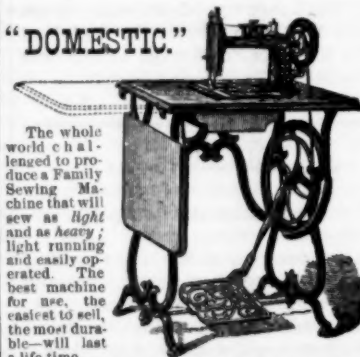 "DOMESTIC."
The whole
world chal-
lenged to pro-
duce a Family
Sewing Ma-
chine that will
sew as light
and as heavy;
light running
and easily op-
erated. The
best machine
for use, the
easiest to sell,
the most dura-
ble—will last
a life time.